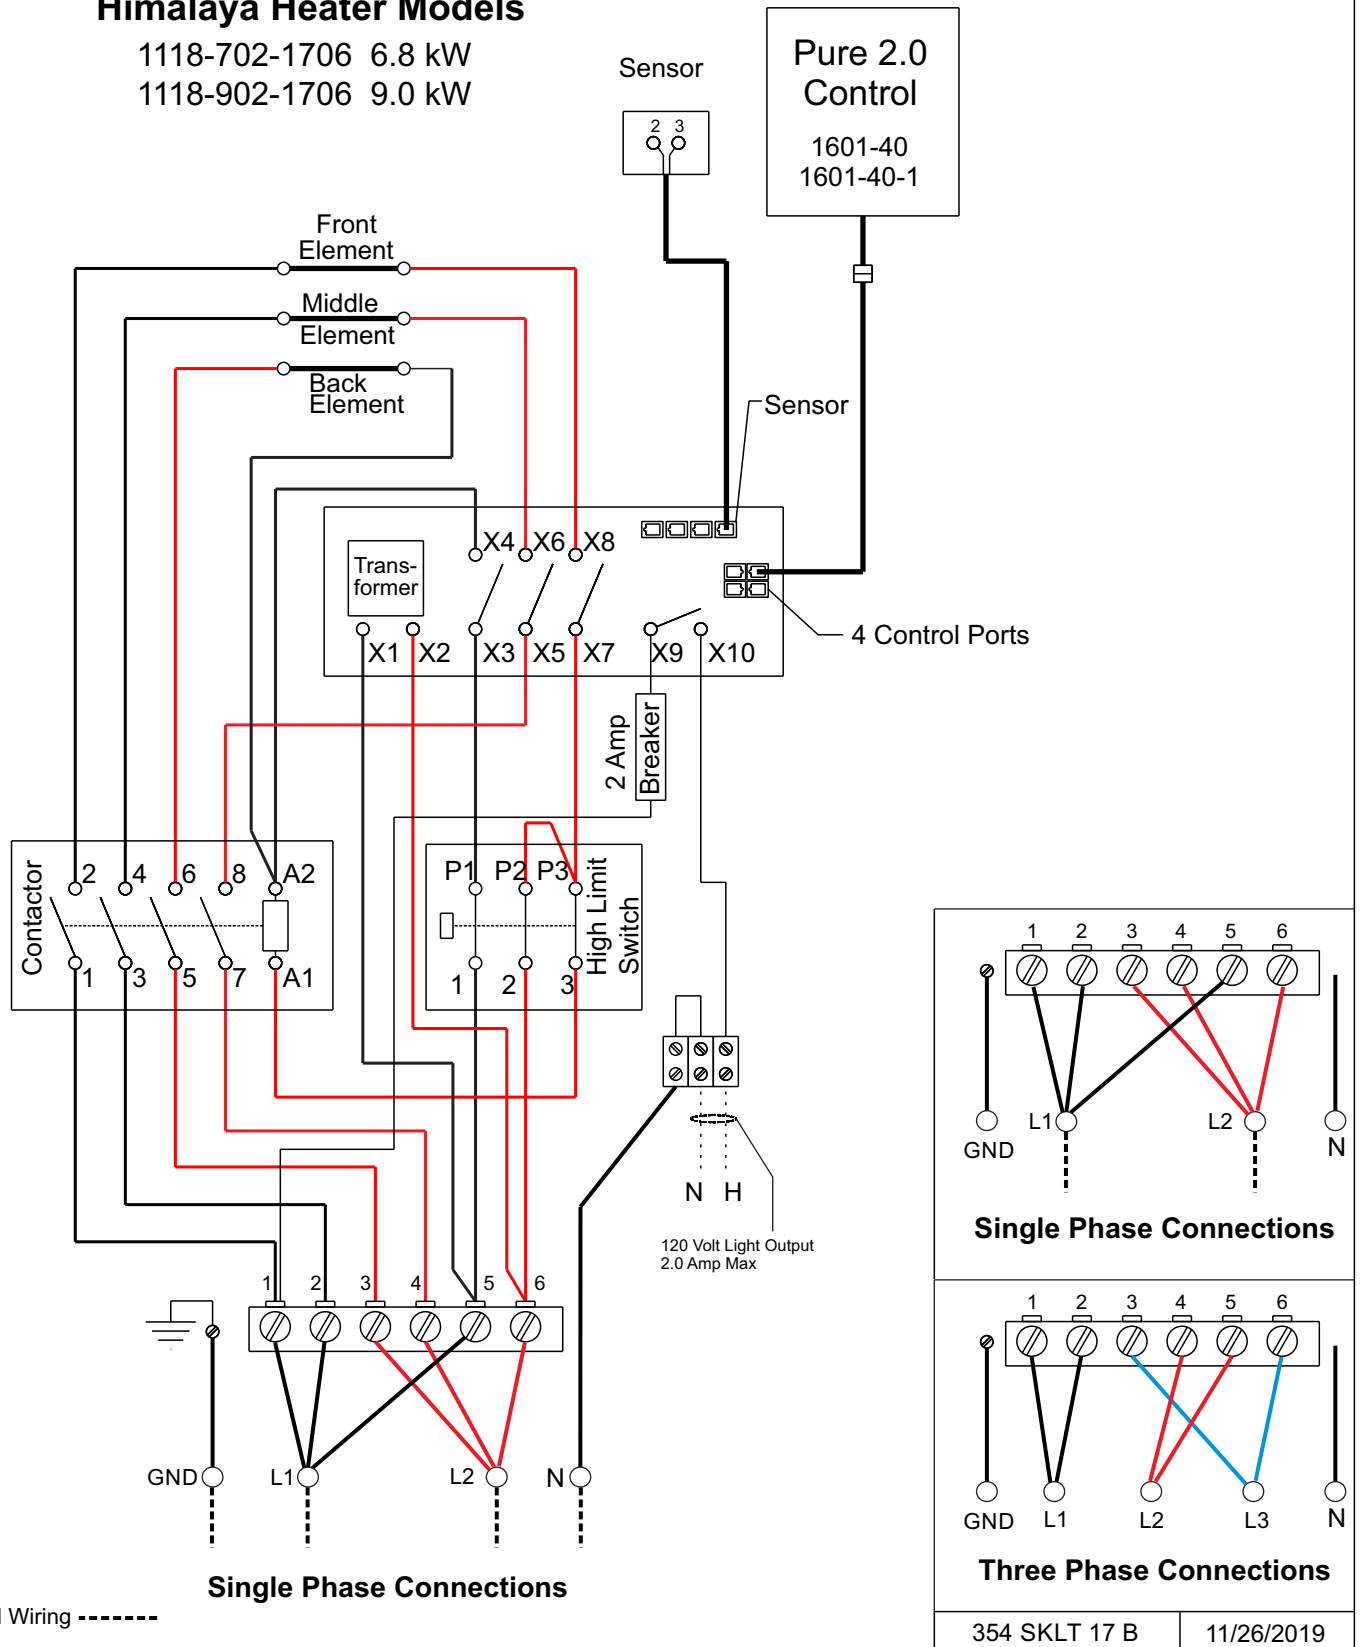 Himalaya Heater Models
1118-702-1706 6.8 kW
1118-902-1706 9.0 kW
Sensor
2 3
Pure 2.0
Control
1601-40
1601-40-1
Front
Element
Middle
Element
Back
Element
Sensor
Trans-
former
X4 X6 X8
X1 X2 X3 X5 X7 X9 X10
4 Control Ports
2 Amp
Breaker
Contactor
2 4 6 8 A2
1 3 5 7 A1
P1 P2 P3
1 2 3
High Limit
Switch
N H
120 Volt Light Output
2.0 Amp Max
1 2 3 4 5 6
GND L1 L2 N
Single Phase Connections
Wiring
1 2 3 4 5 6
GND L1 L2 N
Single Phase Connections
1 2 3 4 5 6
GND L1 L2 L3 N
Three Phase Connections
354 SKLT 17 B 11/26/2019